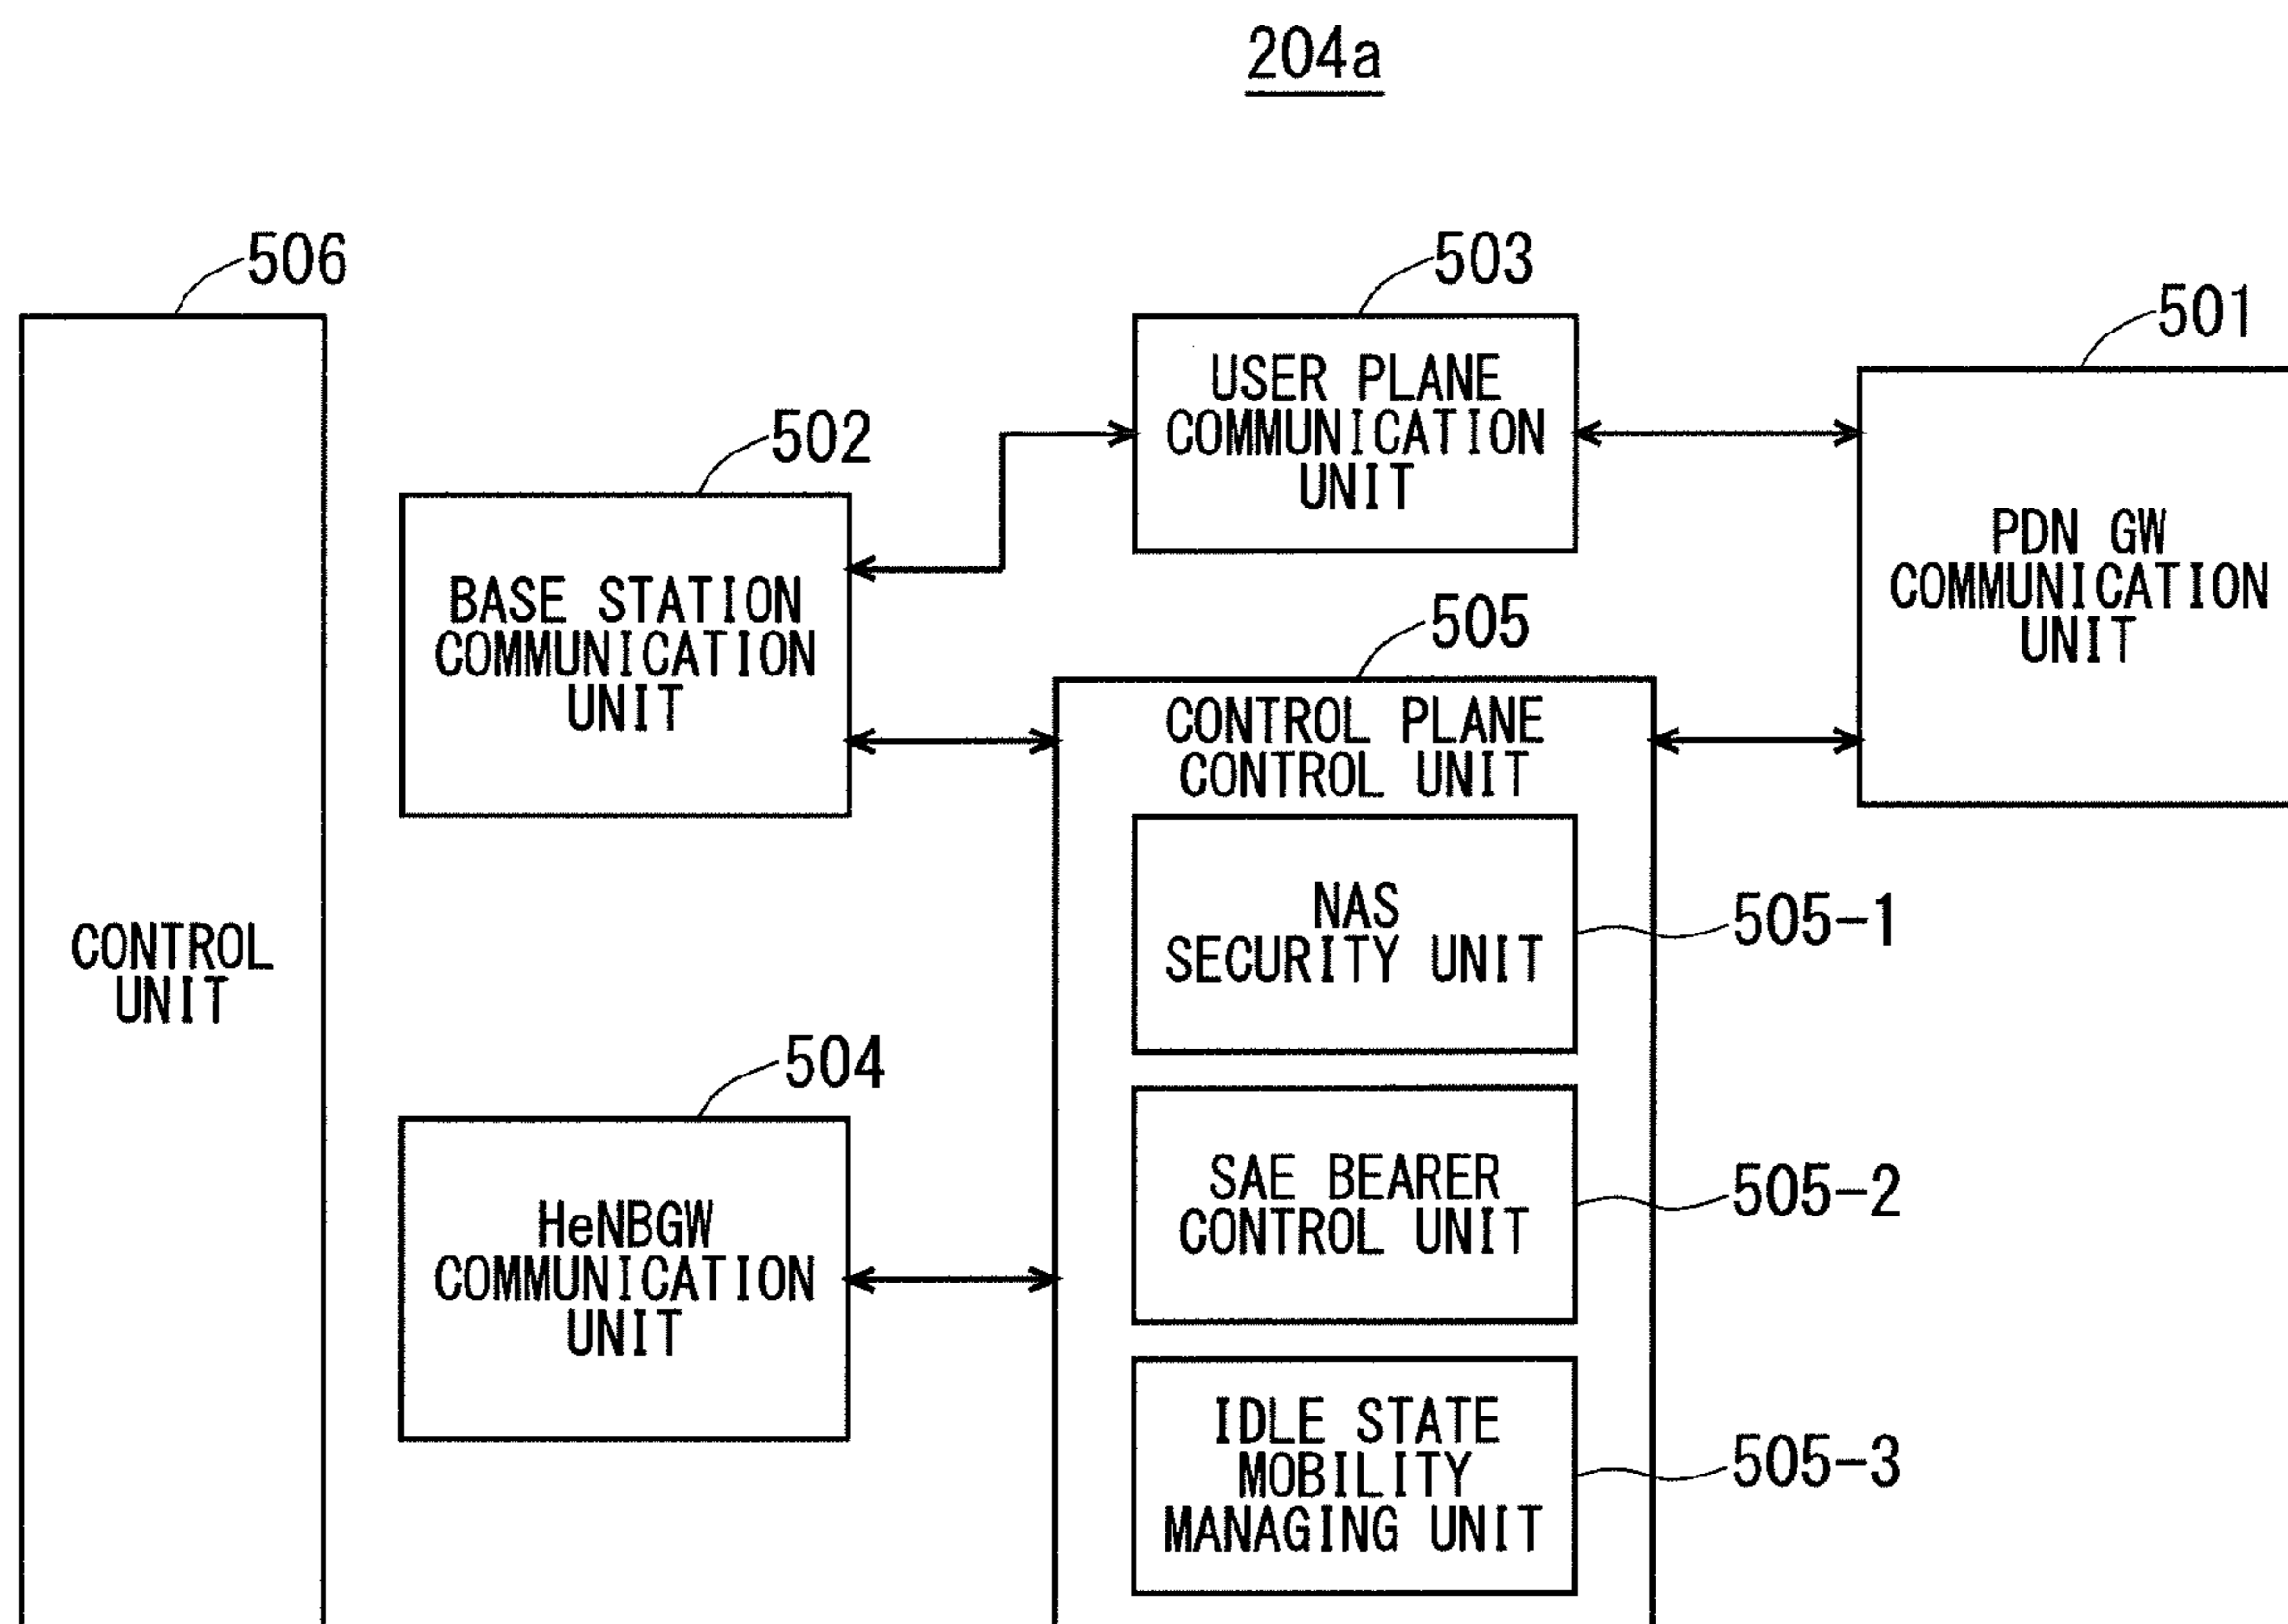 204a
506
503
501
502
USER PLANE
COMMUNICATION
UNIT
PDN GW
COMMUNICATION
UNIT
BASE STATION
COMMUNICATION
UNIT
505
CONTROL PLANE
CONTROL UNIT
NAS
SECURITY UNIT
505-1
CONTROL
UNIT
504
HeNBGW
COMMUNICATION
UNIT
SAE BEARER
CONTROL UNIT
505-2
IDLE STATE
MOBILITY
MANAGING UNIT
505-3